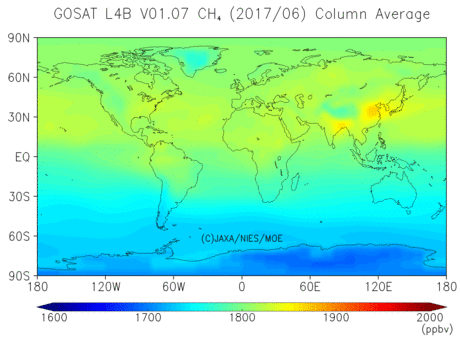 GOSAT L4B V01.07 CH₄ (2017/06) Column Average
90N
60N
30N
EQ
30S
60S
90S
(C)JAXA/NIES/MOE
180 120W 60W 0 60E 120E 180
1600 1700 1800 1900 2000
(ppbv)